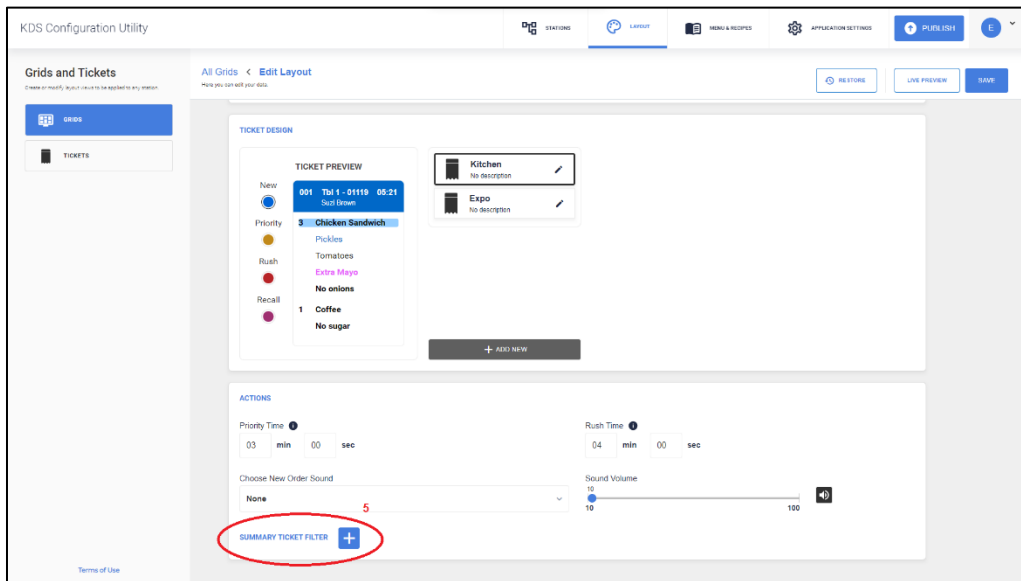 KDS Configuration Utility
STATIONS
LAYOUT
MENU & RECIPES
APPLICATION SETTINGS
PUBLISH
E
Grids and Tickets
Create or modify layout views to be applied to any station.
GRIDS
TICKETS
All Grids < Edit Layout
Here you can edit your data.
RESTORE
LIVE PREVIEW
SAVE
TICKET DESIGN
TICKET PREVIEW
New
Priority
Rush
Recall
001 Tbl 1 - 01119 05:21
Suzi Brown
3 Chicken Sandwich
Pickles
Tomatoes
Extra Mayo
No onions
1 Coffee
No sugar
Kitchen
No description
Expo
No description
+ ADD NEW
ACTIONS
Priority Time
03 min 00 sec
Rush Time
04 min 00 sec
Choose New Order Sound
None
5
Sound Volume
10
10 100
SUMMARY TICKET FILTER +
Terms of Use